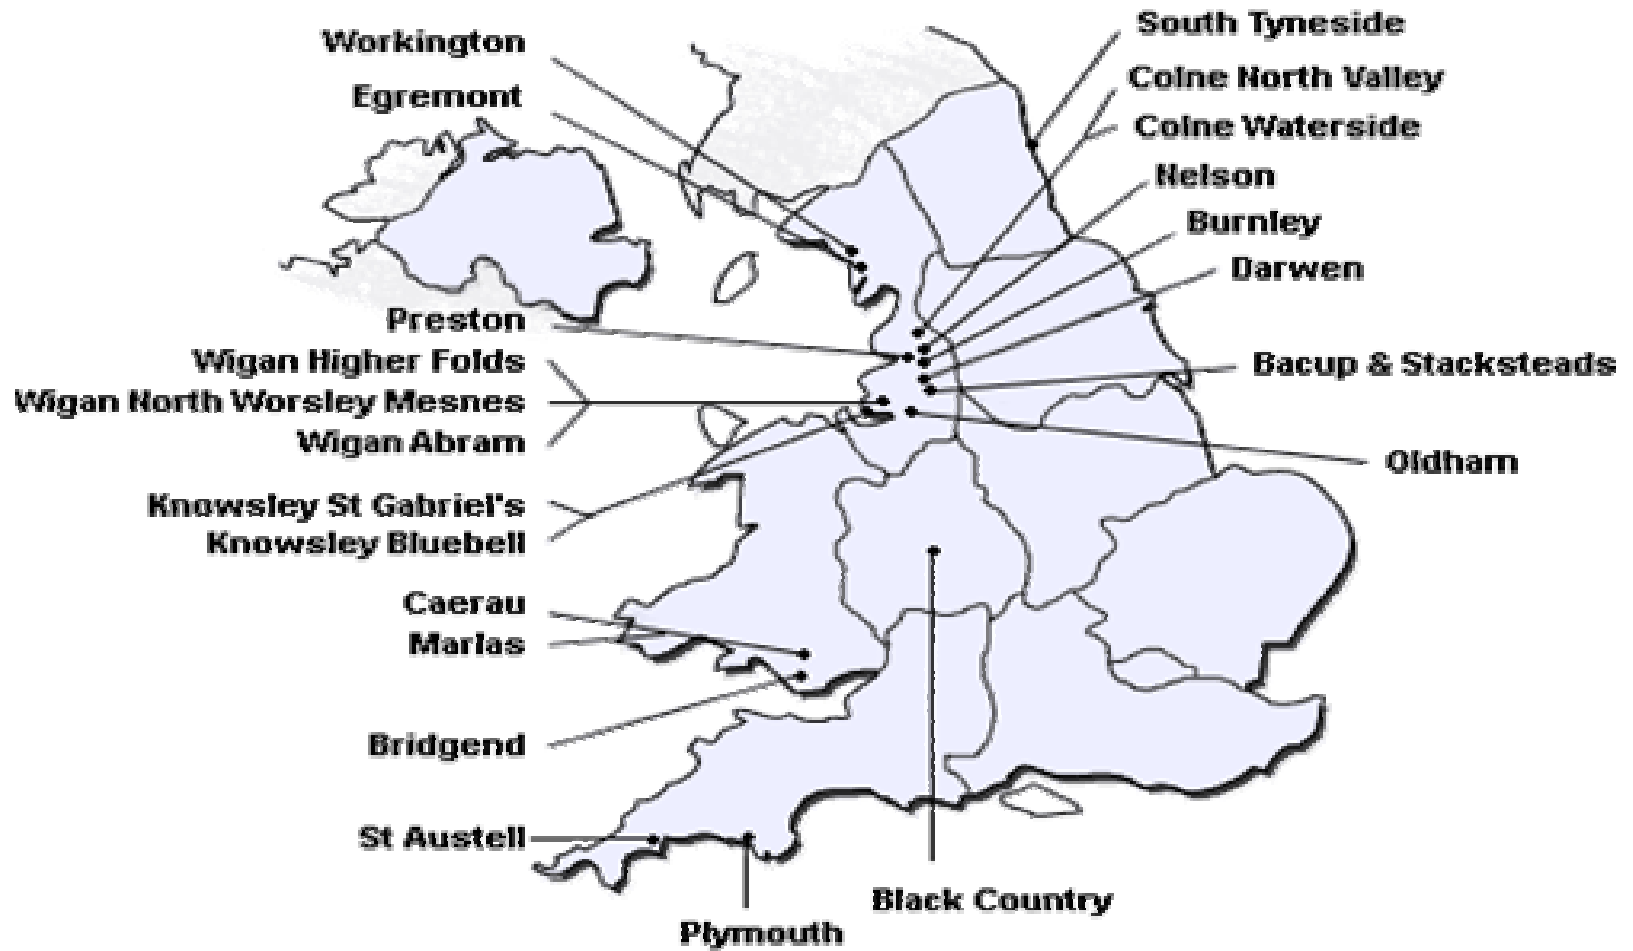 South Tyneside
Workington
Colne North Valley
Egremont
Colne Waterside
Nelson
Burnley
Darwen
Preston
Wigan Higher Folds
Bacup & Stacksteads
Wigan North Worsley Mesnes
Wigan Abram
Oldham
Knowsley St Gabriel's
Knowsley Bluebell
Caerau
Marlas
Bridgend
St Austell
Black Country
Plymouth